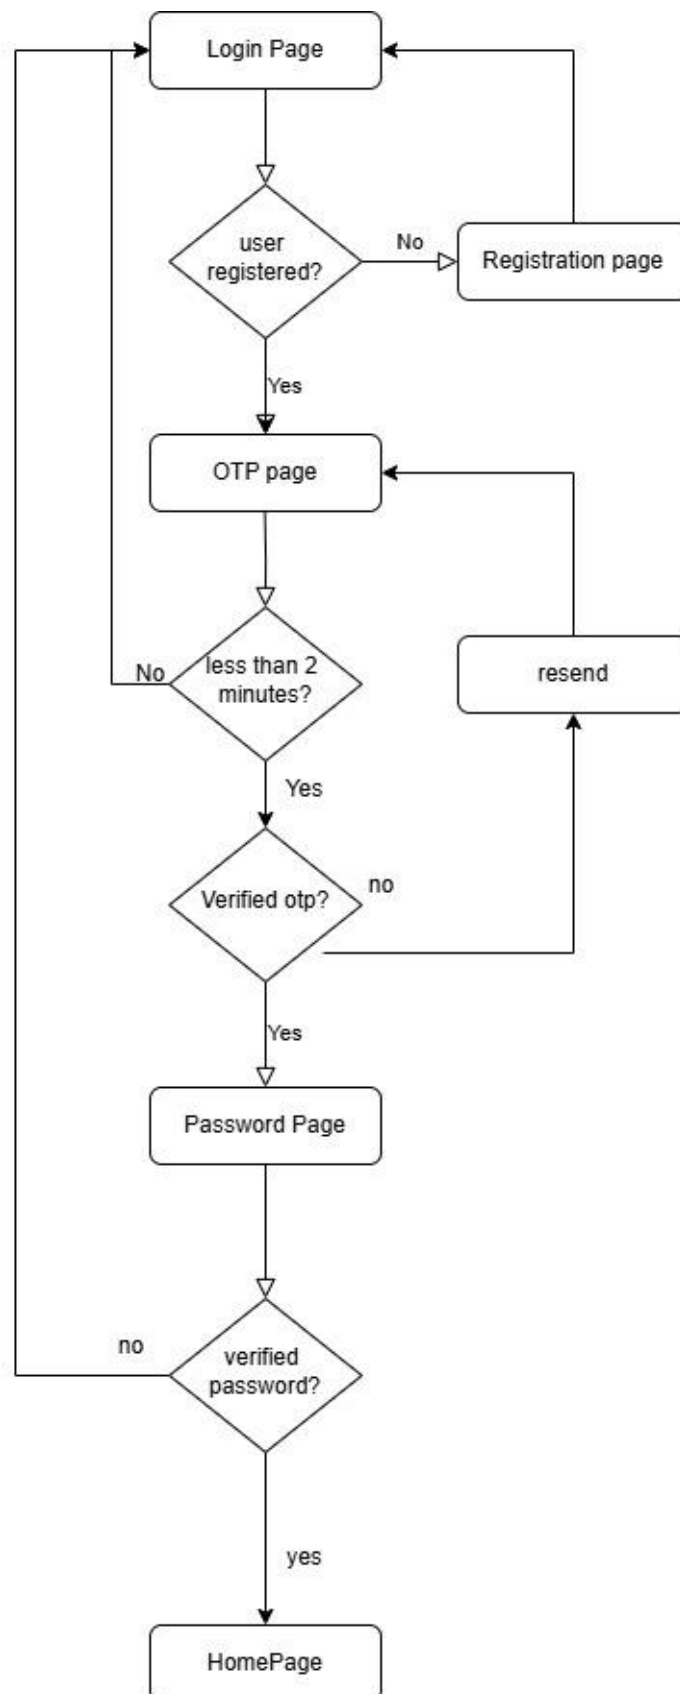 Login Page
user
registered?
No
Registration page
Yes
OTP page
less than 2
minutes?
No
resend
Yes
Verified otp?
no
Yes
Password Page
no
verified
password?
yes
HomePage